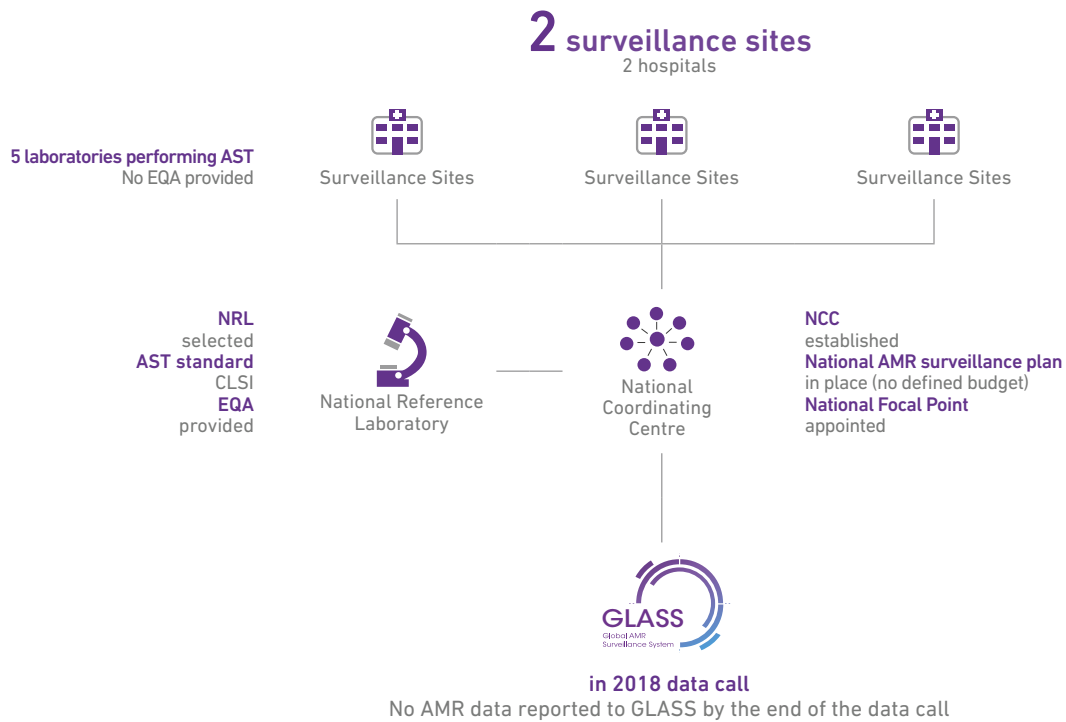 2 surveillance sites
2 hospitals
5 laboratories performing AST
No EQA provided
Surveillance Sites
Surveillance Sites
Surveillance Sites
NRL
selected
AST standard
CLSI
EQA
provided
National Reference
Laboratory
National
Coordinating
Centre
NCC
established
National AMR surveillance plan
in place (no defined budget)
National Focal Point
appointed
GLASS
Global AMR
Surveillance System
in 2018 data call
No AMR data reported to GLASS by the end of the data call